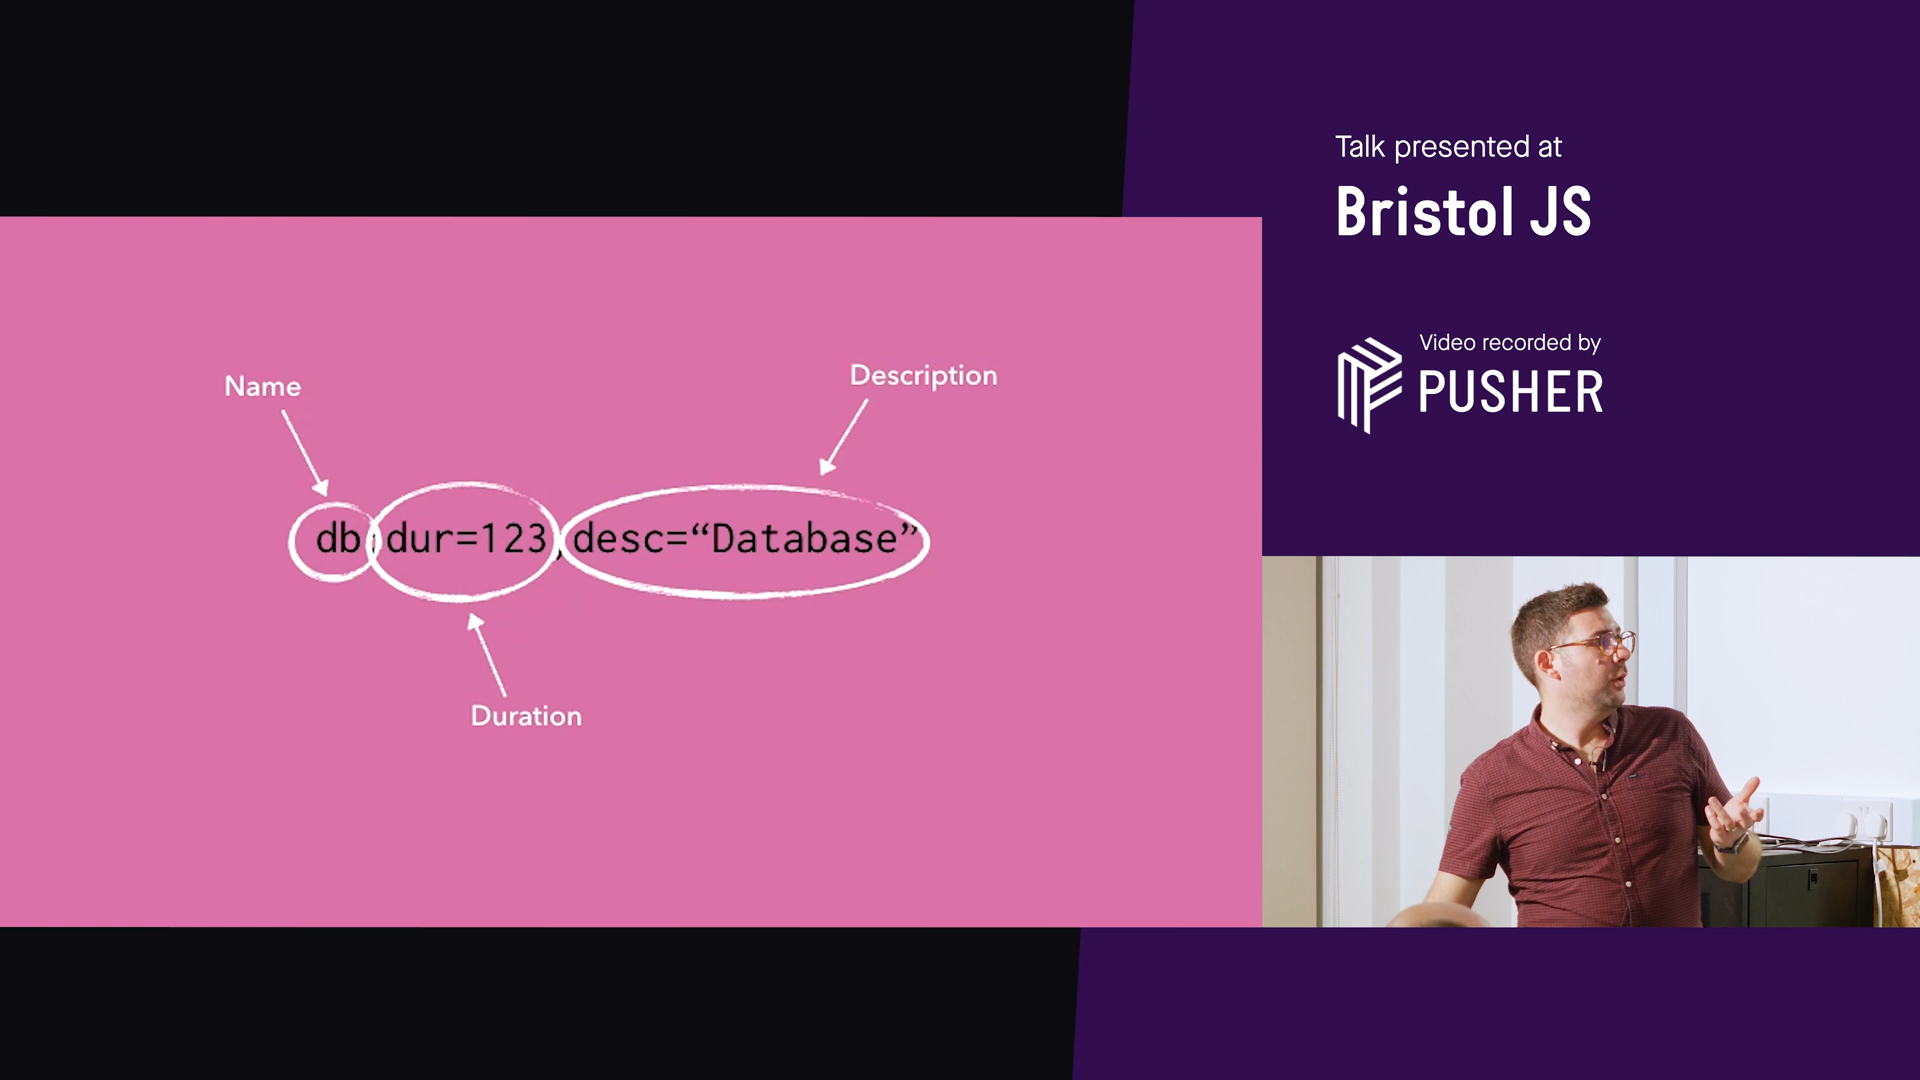 Talk presented at
Bristol JS
Video recorded by
PUSHER
Name
Description
db;dur=123;desc=“Database”
Duration